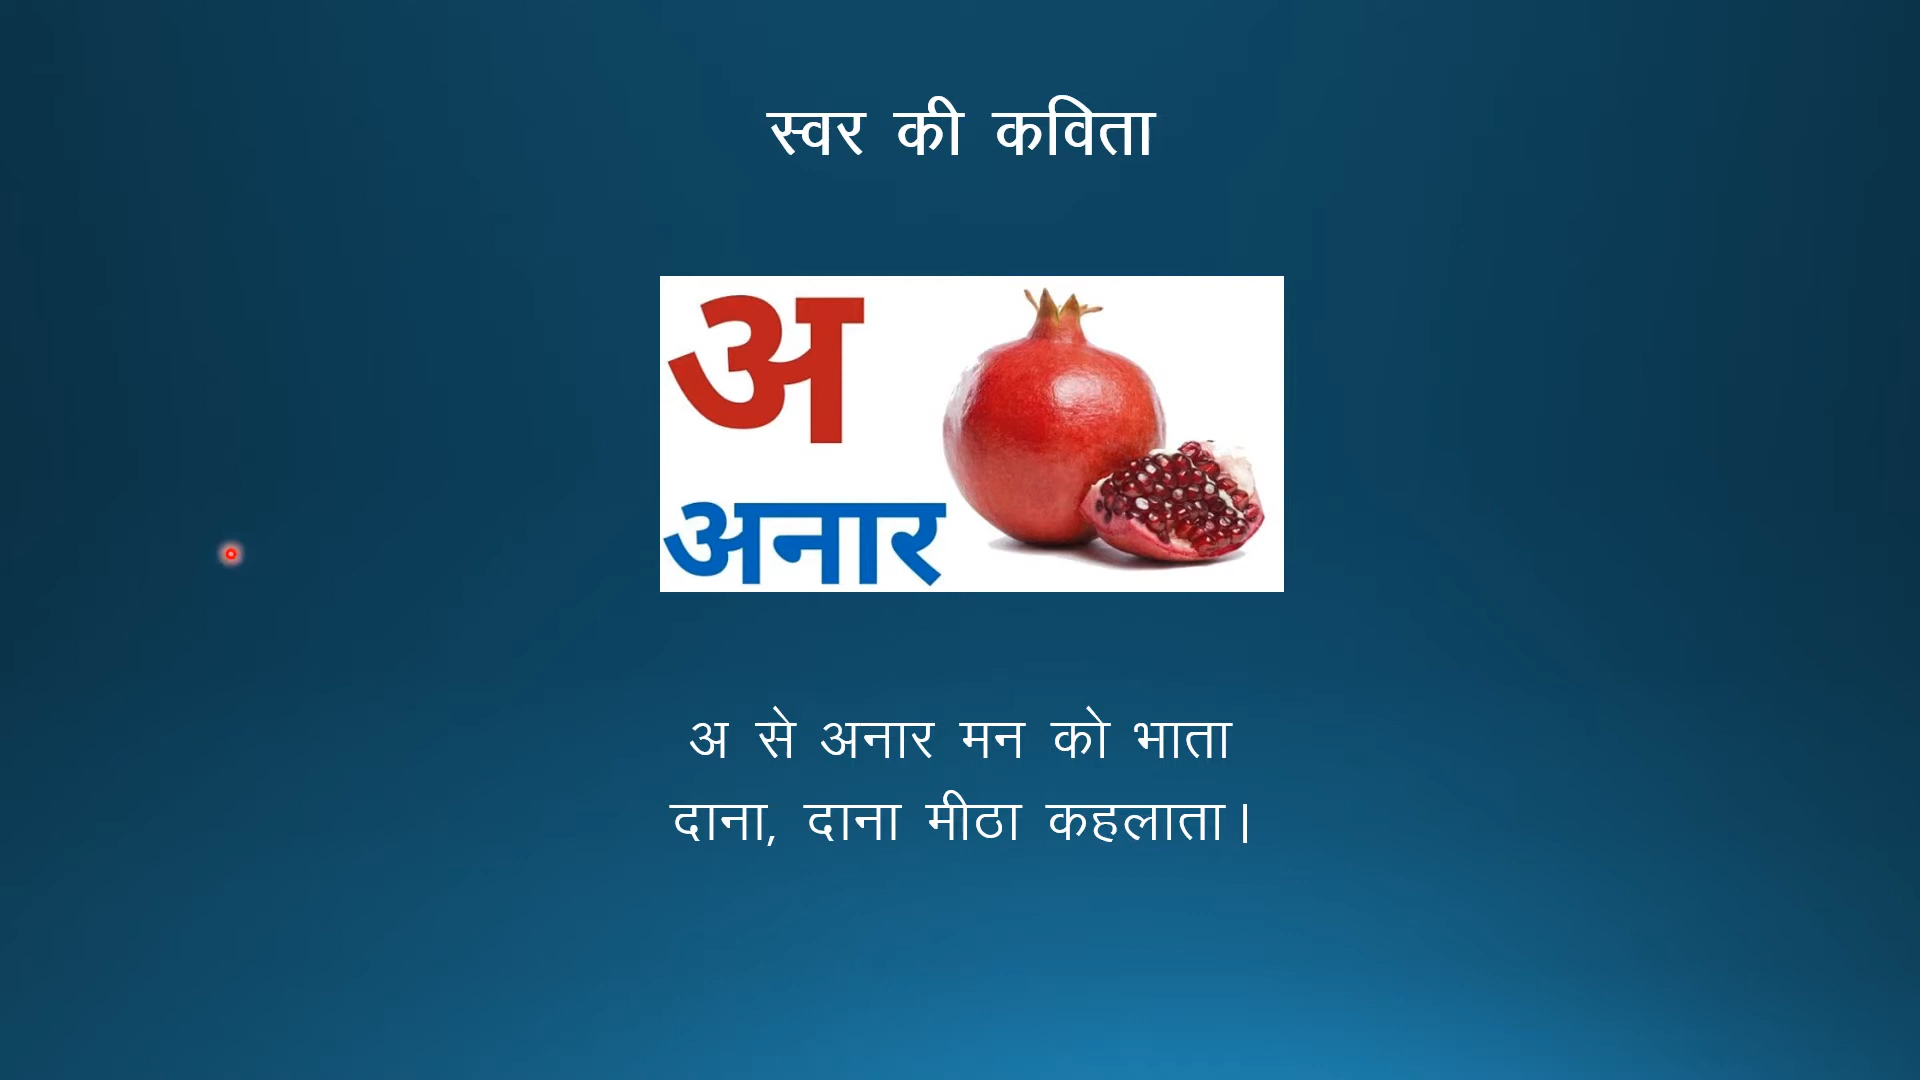 स्वर की कविता
अ
अनार
अ से अनार मन को भाता
दाना, दाना मीठा कहलाता।